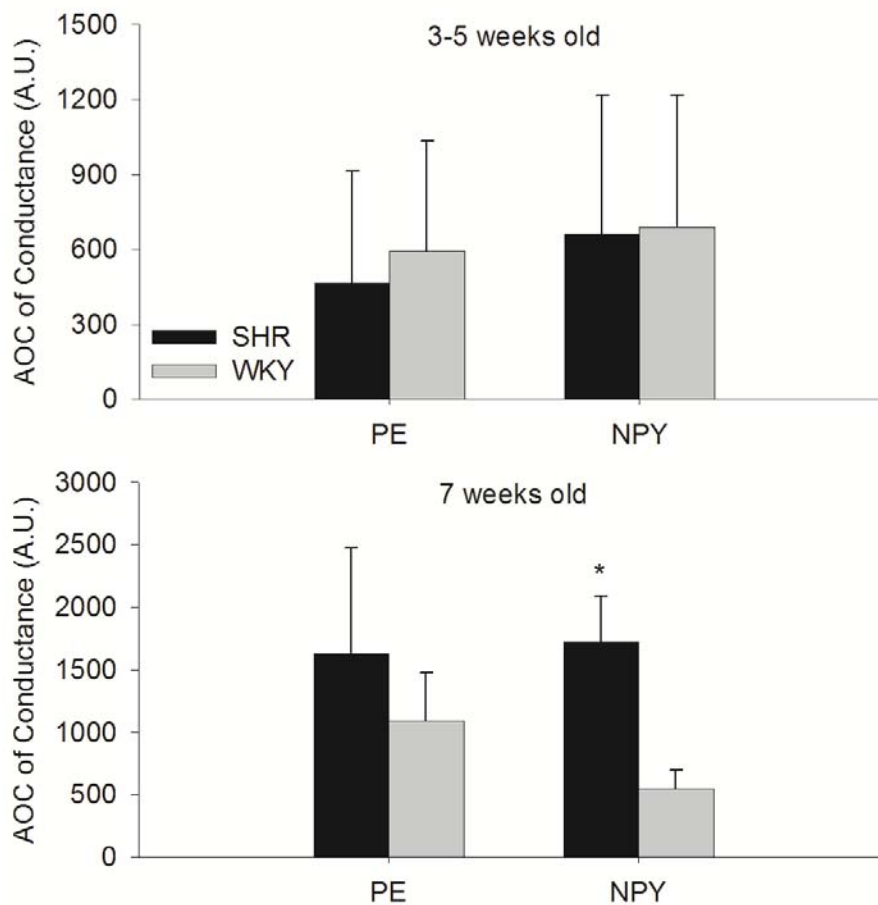 AOC of Conductance (A.U.)
1500
1200
900
600
300
0
3-5 weeks old
SHR
WKY
PE NPY
AOC of Conductance (A.U.)
3000
2500
2000
1500
1000
500
0
7 weeks old
*
PE NPY